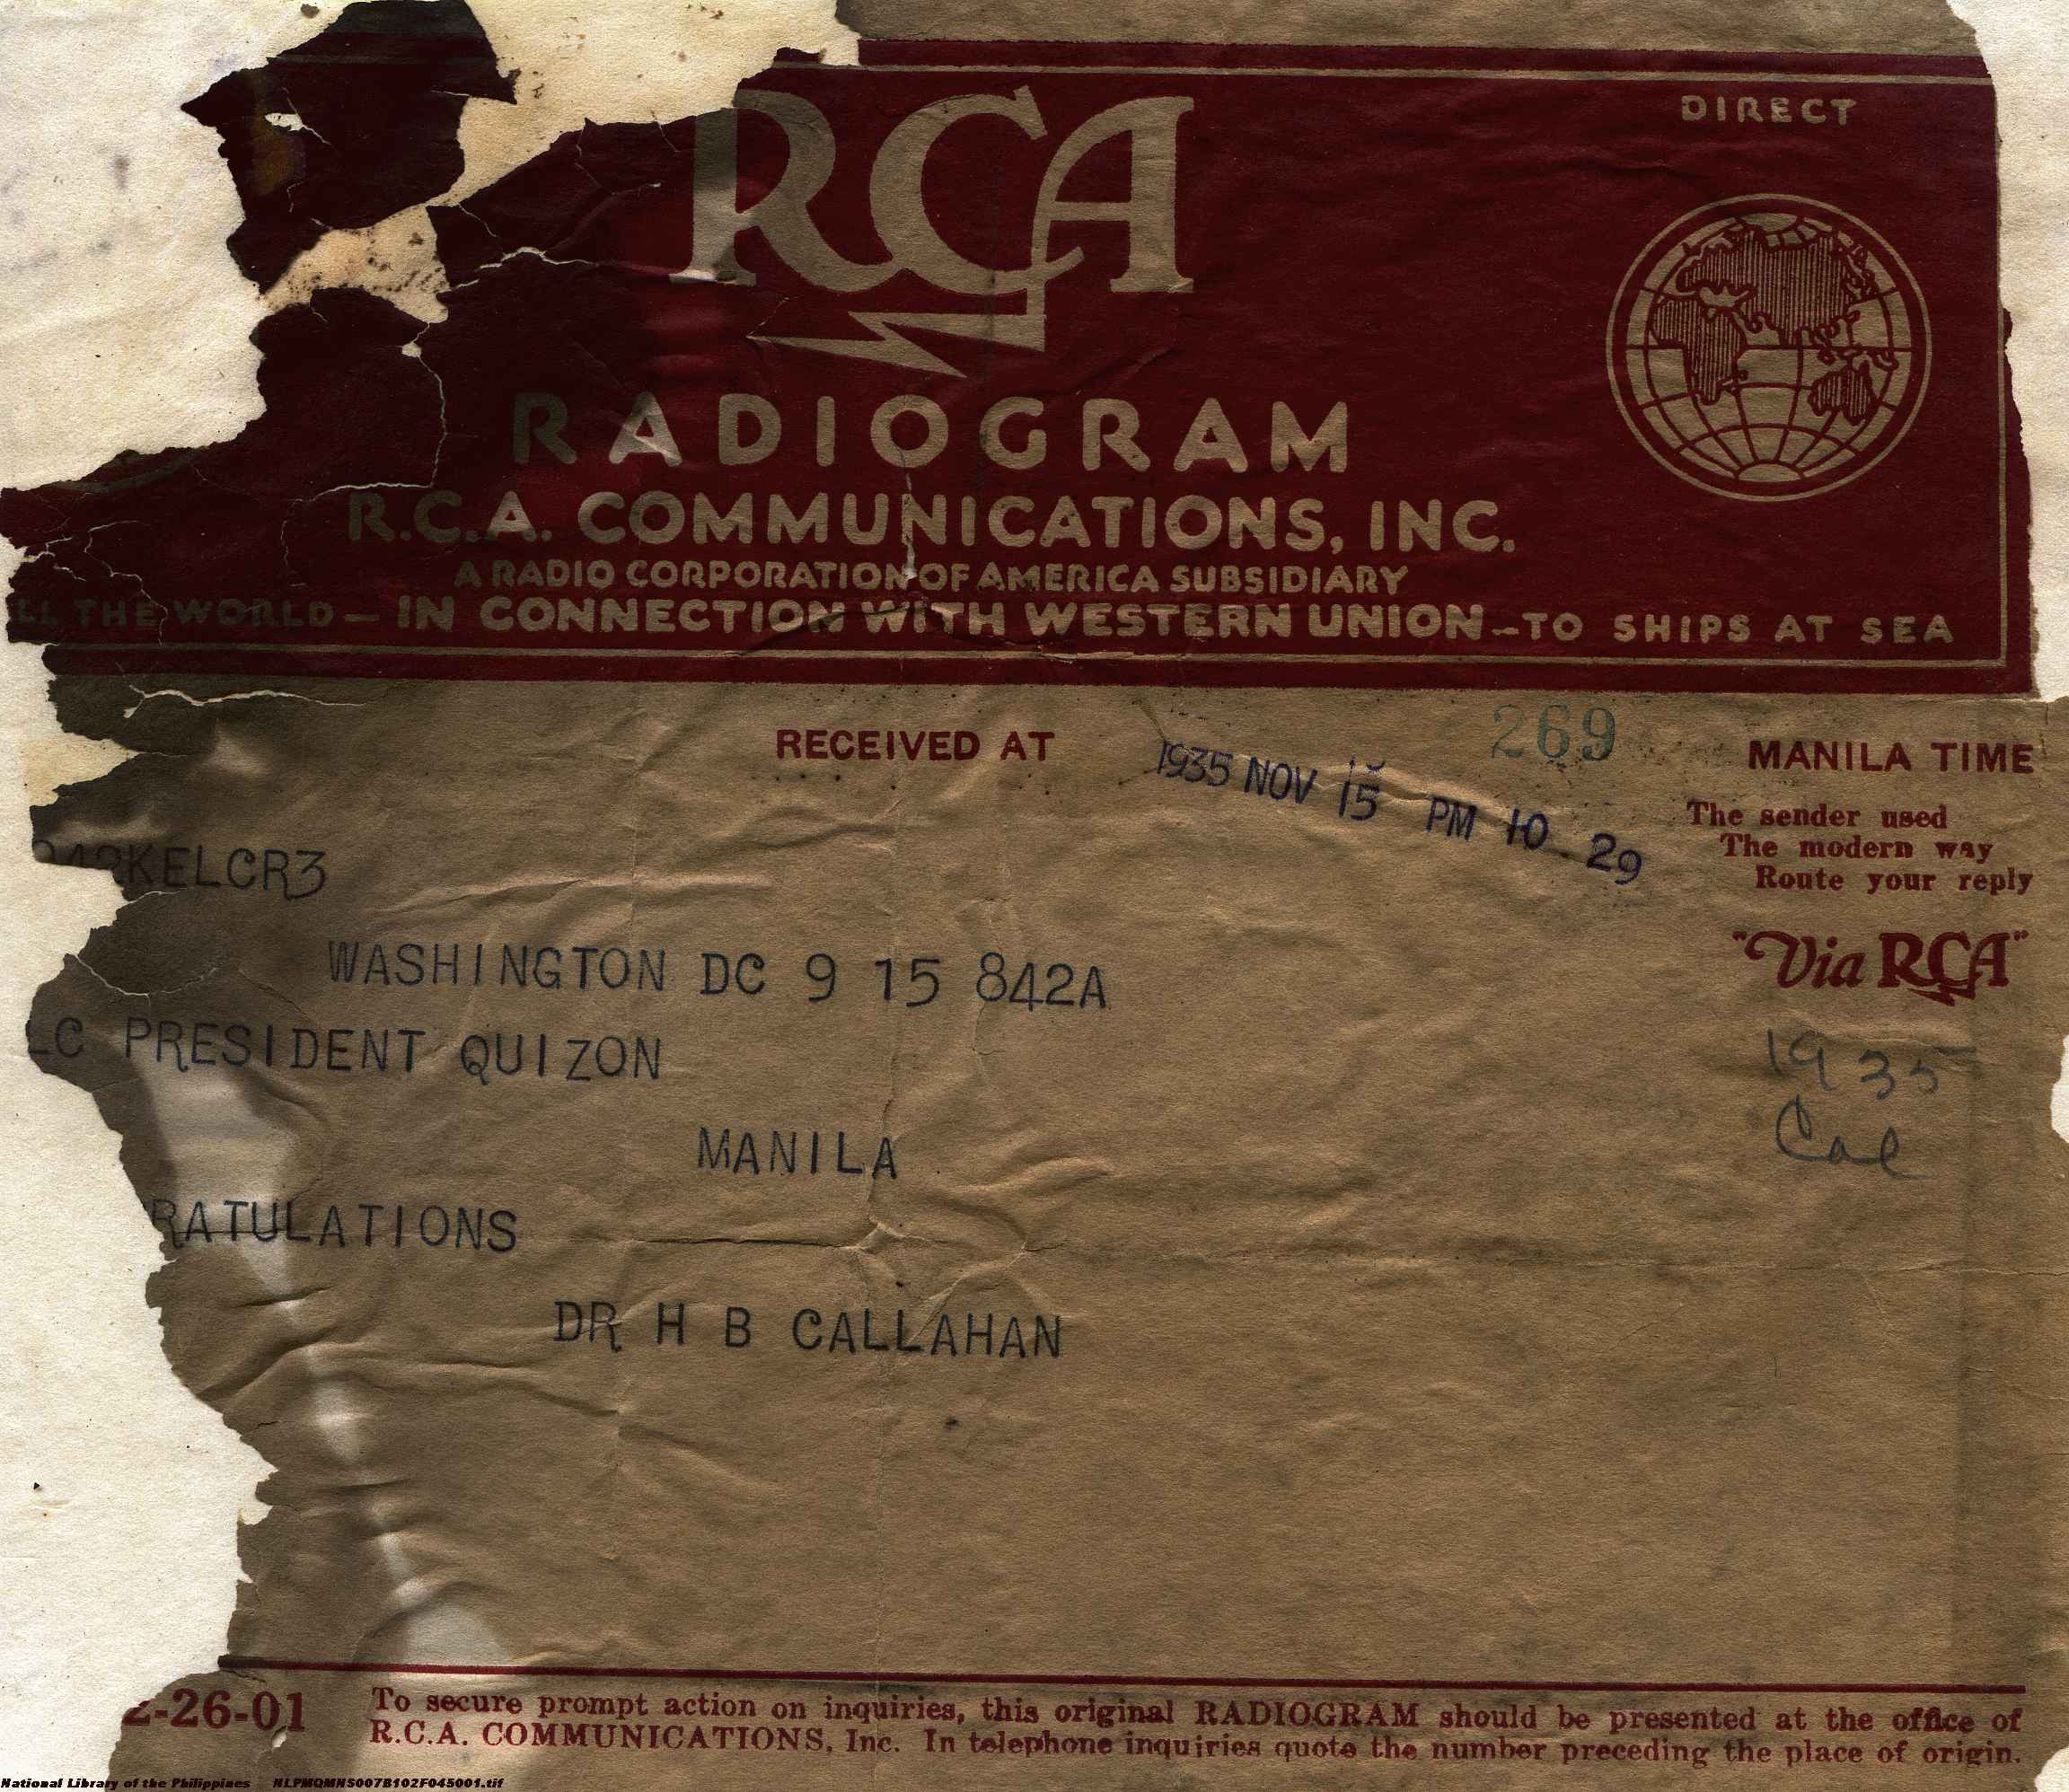 RCA
DIRECT
RADIOGRAM
R.C.A. COMMUNICATIONS, INC.
A RADIO CORPORATION OF AMERICA SUBSIDIARY
LL THE WORLD — IN CONNECTION WITH WESTERN UNION — TO SHIPS AT SEA
RECEIVED AT
269
1935 NOV 15 PM 10 29
MANILA TIME
The sender used
The modern way
Route your reply
"Via RCA"
KELCR3
WASHINGTON DC 9 15 842A
LC PRESIDENT QUIZON
MANILA
1935
Cal
RATULATIONS
DR H B CALLAHAN
2-26-01
To secure prompt action on inquiries, this original RADIOGRAM should be presented at the office of
R.C.A. COMMUNICATIONS, Inc. In telephone inquiries quote the number preceding the place of origin.
National Library of the Philippines NLPMQMNS007B102F045001.tif